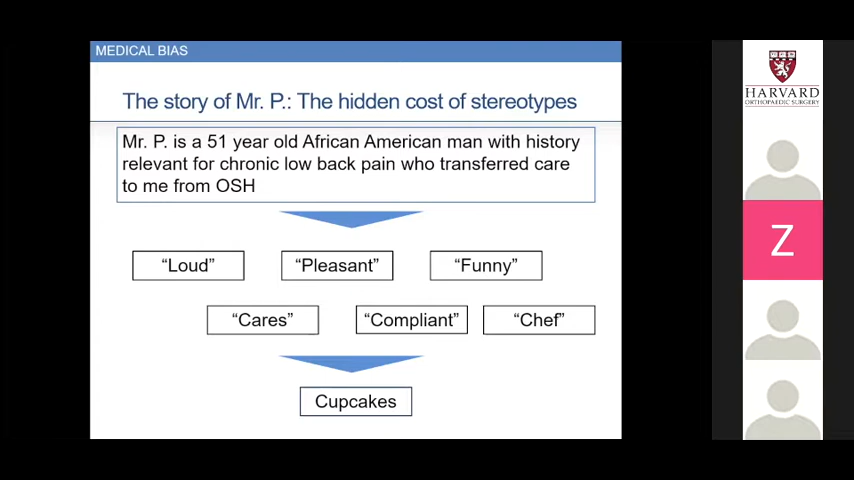 MEDICAL BIAS
The story of Mr. P.: The hidden cost of stereotypes
Mr. P. is a 51 year old African American man with history
relevant for chronic low back pain who transferred care
to me from OSH
“Loud” “Pleasant” “Funny”
“Cares” “Compliant” “Chef”
Cupcakes
HARVARD
ORTHOPAEDIC SURGERY
Z